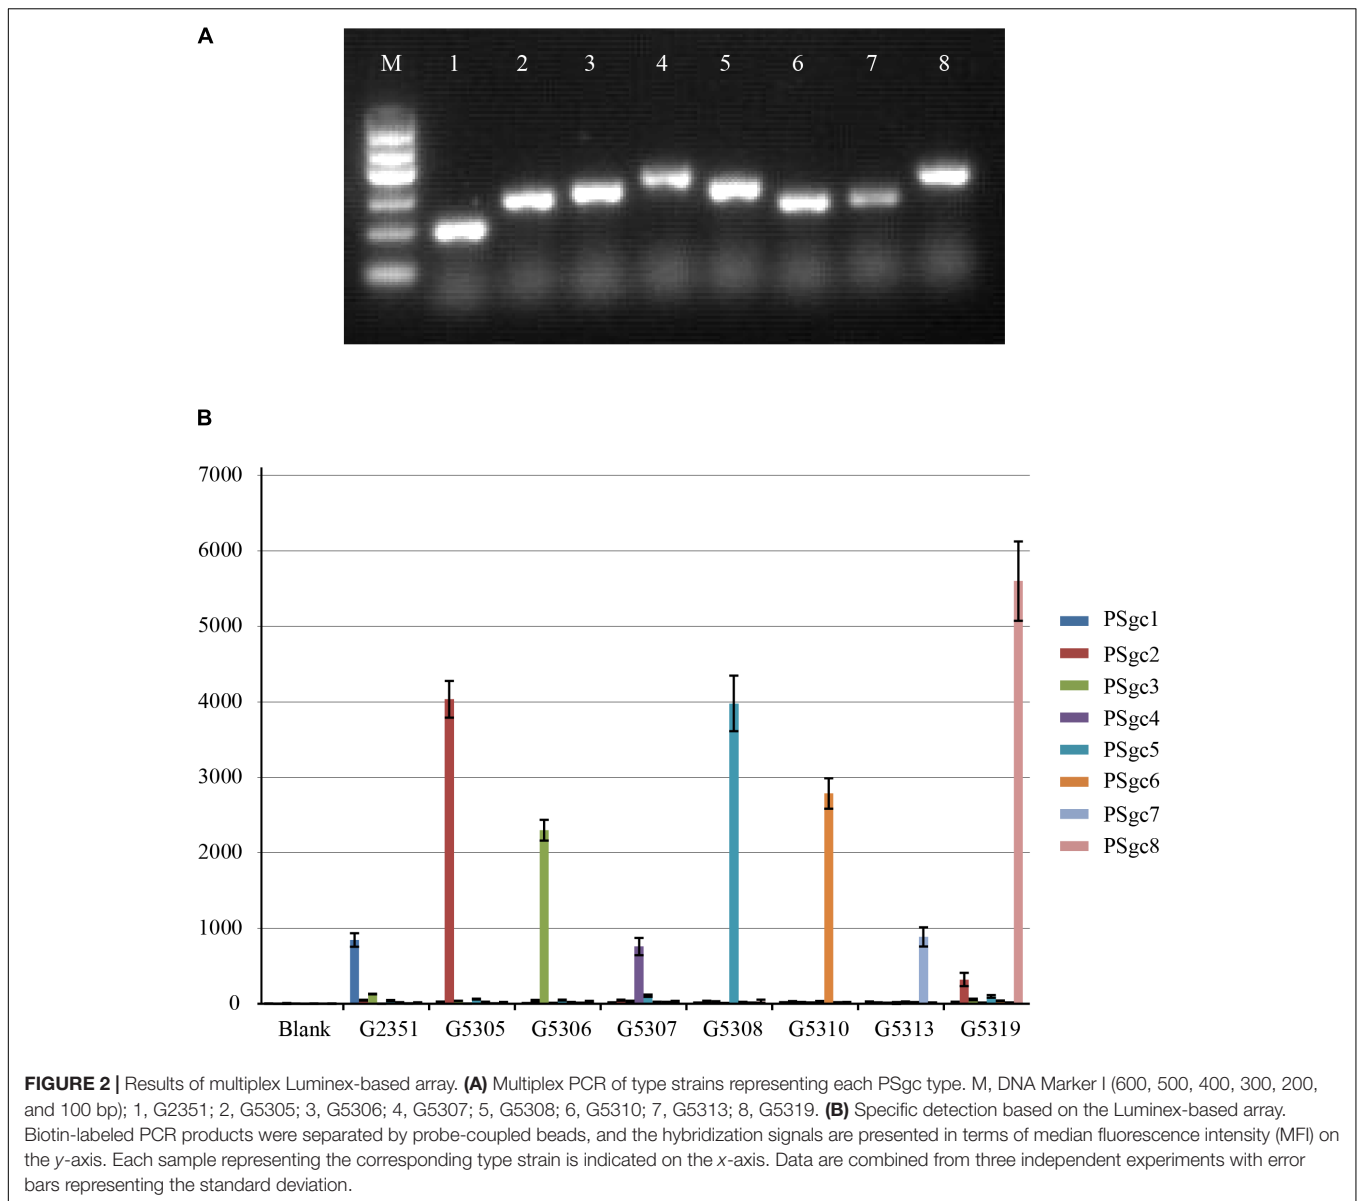 A
M 1 2 3 4 5 6 7 8
B
7000
6000
5000
4000
3000
2000
1000
0
Blank G2351 G5305 G5306 G5307 G5308 G5310 G5313 G5319
PSgc1
PSgc2
PSgc3
PSgc4
PSgc5
PSgc6
PSgc7
PSgc8
FIGURE 2 | Results of multiplex Luminex-based array. (A) Multiplex PCR of type strains representing each PSgc type. M, DNA Marker I (600, 500, 400, 300, 200,
and 100 bp); 1, G2351; 2, G5305; 3, G5306; 4, G5307; 5, G5308; 6, G5310; 7, G5313; 8, G5319. (B) Specific detection based on the Luminex-based array.
Biotin-labeled PCR products were separated by probe-coupled beads, and the hybridization signals are presented in terms of median fluorescence intensity (MFI) on
the y-axis. Each sample representing the corresponding type strain is indicated on the x-axis. Data are combined from three independent experiments with error
bars representing the standard deviation.